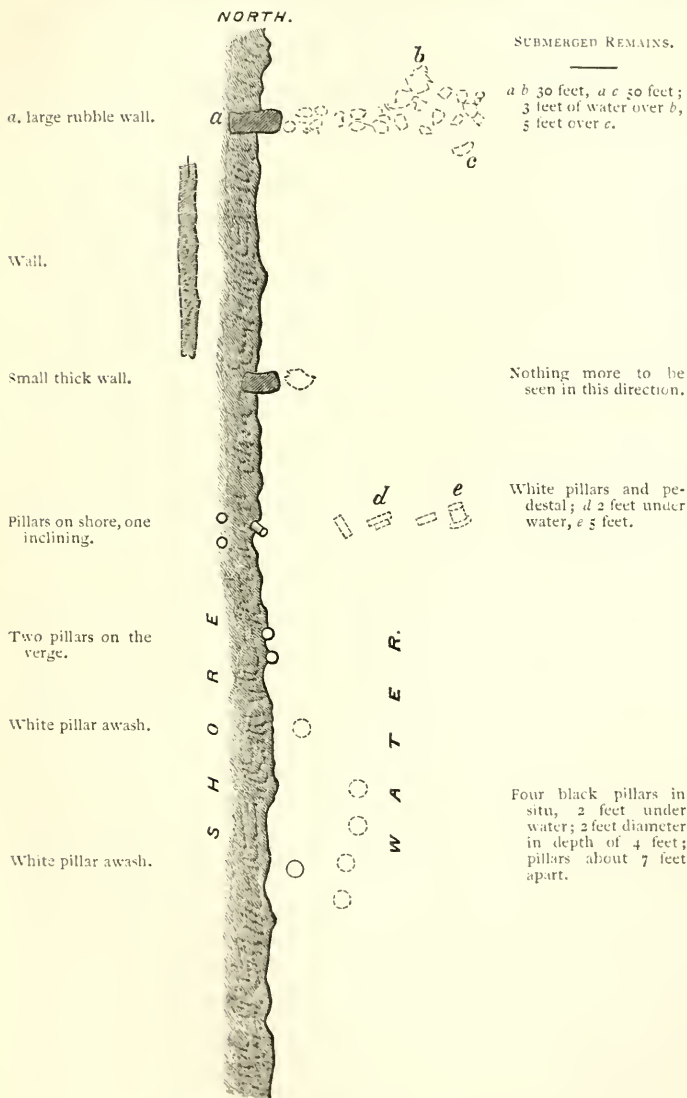 NORTH.
SUBMERGED REMAINS.
a b 30 feet, a c 50 feet;
3 feet of water over b,
5 feet over c.
a. large rubble wall.
a
b
c
Wall.
Small thick wall.
Nothing more to be
seen in this direction.
White pillars and pe-
destal; d 2 feet under
water, e 5 feet.
d
e
Pillars on shore, one
inclining.
Two pillars on the
verge.
SHORE
WATER.
White pillar awash.
Four black pillars in
situ, 2 feet under
water; 2 feet diameter
in depth of 4 feet;
pillars about 7 feet
apart.
White pillar awash.